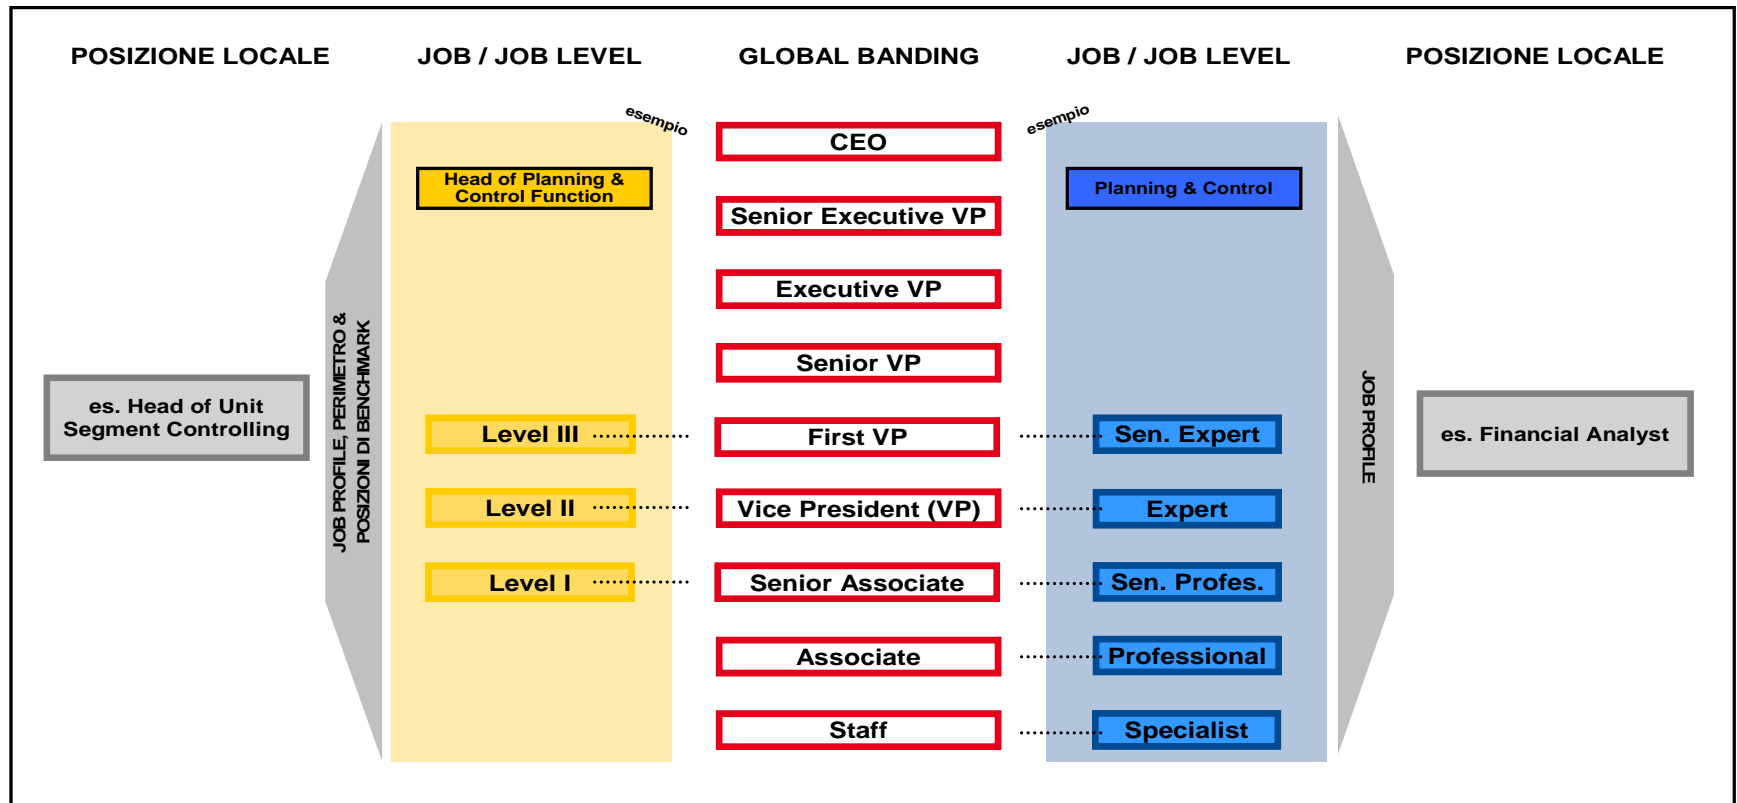 POSIZIONE LOCALE
JOB / JOB LEVEL
GLOBAL BANDING
JOB / JOB LEVEL
POSIZIONE LOCALE
esempio
esempio
CEO
Head of Planning &
Control Function
Planning & Control
Senior Executive VP
Executive VP
Senior VP
JOB PROFILE, PERIMETRO &
POSIZIONI DI BENCHMARK
JOB PROFILE
es. Head of Unit
Segment Controlling
es. Financial Analyst
Level III
First VP
Sen. Expert
Level II
Vice President (VP)
Expert
Level I
Senior Associate
Sen. Profes.
Associate
Professional
Staff
Specialist